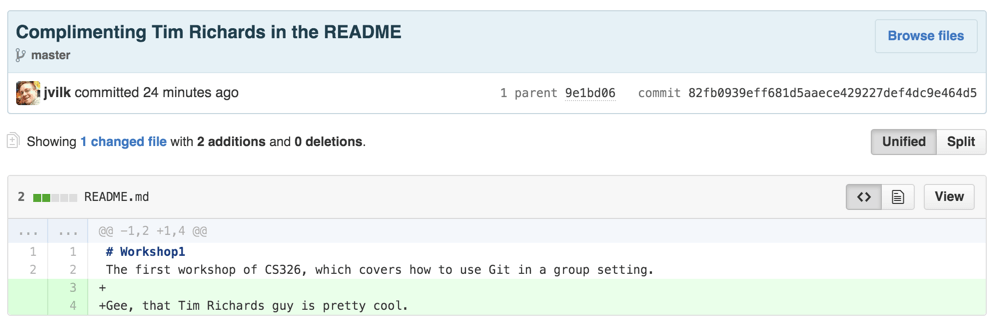 Complimenting Tim Richards in the README
Browse files
master
jvilk committed 24 minutes ago
1 parent 9e1bd06 commit 82fb0939eff681d5aaece429227def4dc9e464d5
Showing 1 changed file with 2 additions and 0 deletions.
Unified Split
2 README.md
<> View
... ... @@ -1,2 +1,4 @@
1 1 # Workshop1
2 2 The first workshop of CS326, which covers how to use Git in a group setting.
3 +
4 +Gee, that Tim Richards guy is pretty cool.